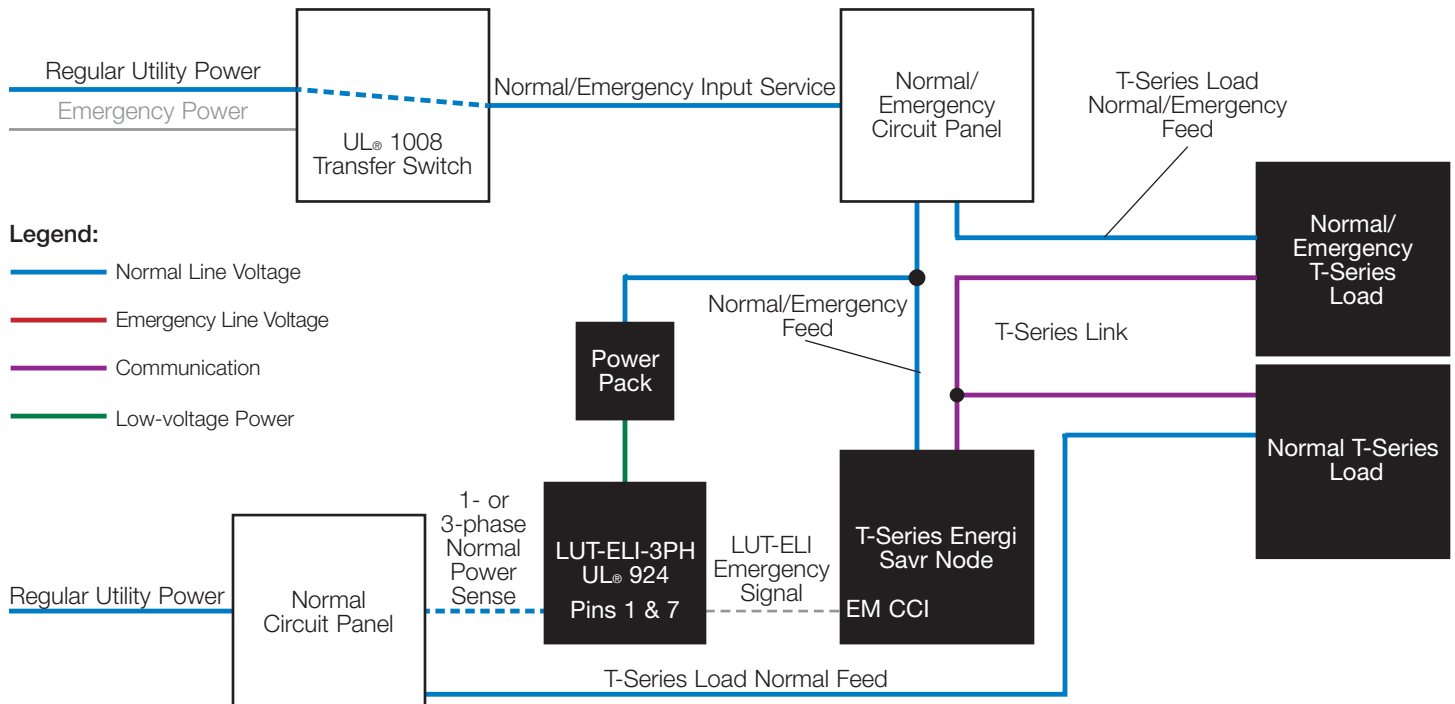 Regular Utility Power
Emergency Power
UL® 1008
Transfer Switch
Normal/Emergency Input Service
Normal/
Emergency
Circuit Panel
T-Series Load
Normal/Emergency
Feed
Normal/
Emergency
T-Series
Load
Legend:
Normal Line Voltage
Emergency Line Voltage
Communication
Low-voltage Power
Normal/Emergency
Feed
T-Series Link
Power
Pack
Normal T-Series
Load
1- or
3-phase
Normal
Power
Sense
LUT-ELI-3PH
UL® 924
Pins 1 & 7
LUT-ELI
Emergency
Signal
T-Series Energi
Savr Node
EM CCI
Regular Utility Power
Normal
Circuit Panel
T-Series Load Normal Feed